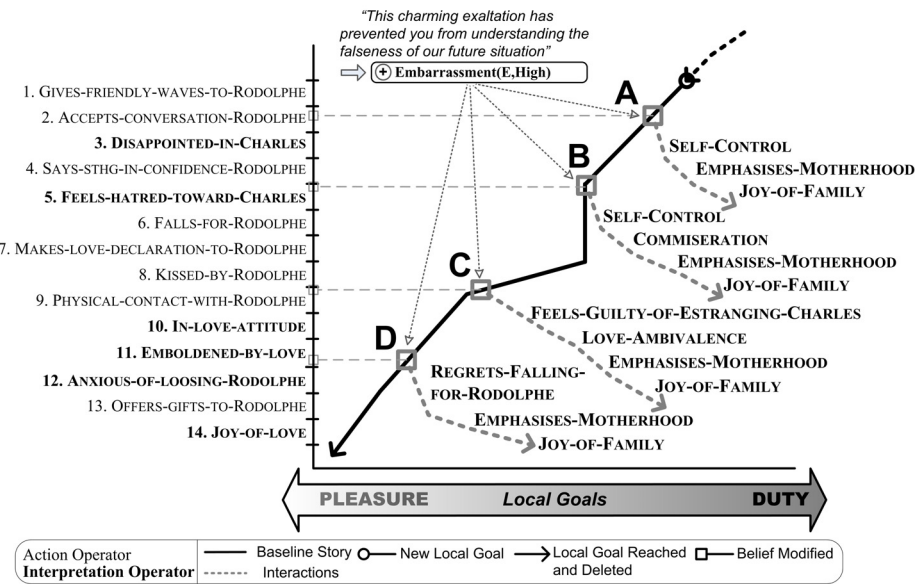 "This charming exaltation has
prevented you from understanding the
falseness of our future situation"
+ Embarrassment(E,High)
1. Gives-friendly-waves-to-Rodolphe
2. Accepts-conversation-Rodolphe
3. Disappointed-in-Charles
4. Says-sthg-in-confidence-Rodolphe
5. Feels-hatred-toward-Charles
6. Falls-for-Rodolphe
7. Makes-love-declaration-to-Rodolphe
8. Kissed-by-Rodolphe
9. Physical-contact-with-Rodolphe
10. In-love-attitude
11. Emboldened-by-love
12. Anxious-of-loosing-Rodolphe
13. Offers-gifts-to-Rodolphe
14. Joy-of-love
A
Self-Control
Emphasises-Motherhood
Joy-of-Family
B
Self-Control
Commiseration
Emphasises-Motherhood
Joy-of-Family
C
Feels-Guilty-of-Estranging-Charles
Love-Ambivalence
Emphasises-Motherhood
Joy-of-Family
D
Regrets-Falling-
for-Rodolphe
Emphasises-Motherhood
Joy-of-Family
PLEASURE Local Goals DUTY
Action Operator
Interpretation Operator
Baseline Story
Interactions
New Local Goal
Local Goal Reached
and Deleted
Belief Modified